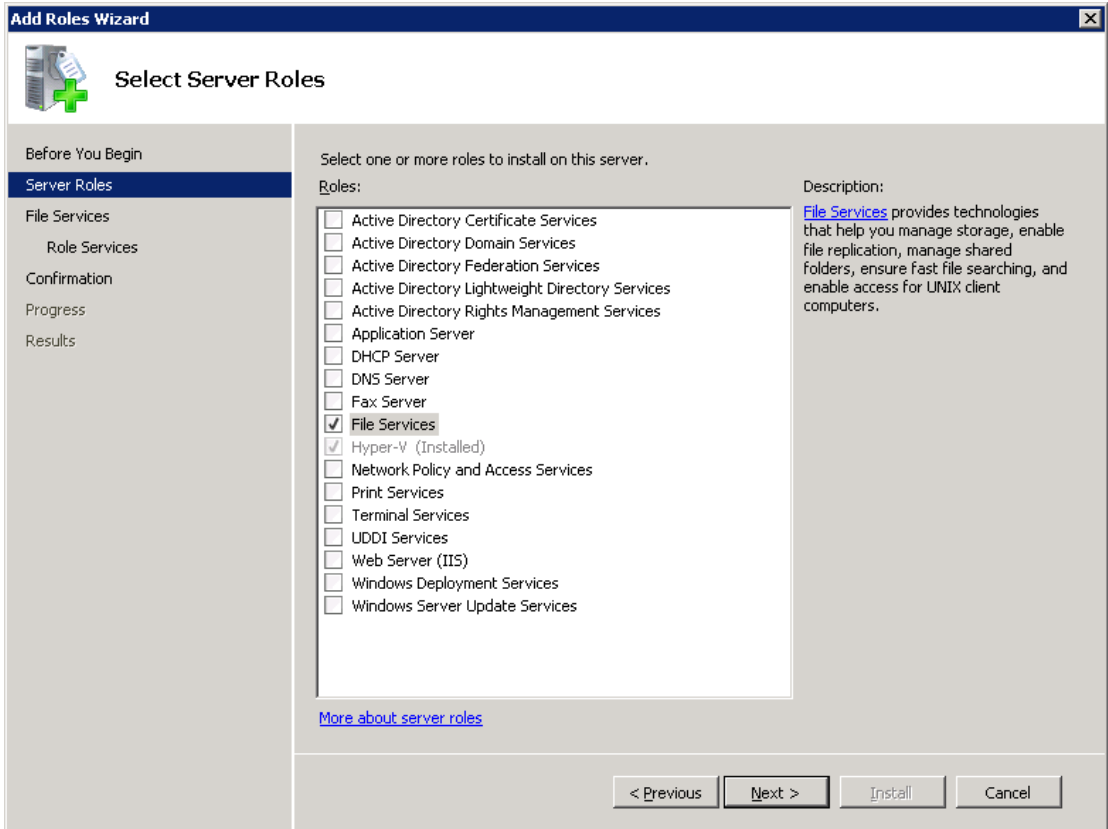 Add Roles Wizard
Select Server Roles
Before You Begin
Server Roles
File Services
Role Services
Confirmation
Progress
Results
Select one or more roles to install on this server.
Roles:
Active Directory Certificate Services
Active Directory Domain Services
Active Directory Federation Services
Active Directory Lightweight Directory Services
Active Directory Rights Management Services
Application Server
DHCP Server
DNS Server
Fax Server
File Services
Hyper-V (Installed)
Network Policy and Access Services
Print Services
Terminal Services
UDDI Services
Web Server (IIS)
Windows Deployment Services
Windows Server Update Services
More about server roles
Description:
File Services provides technologies
that help you manage storage, enable
file replication, manage shared
folders, ensure fast file searching, and
enable access for UNIX client
computers.
< Previous
Next >
Install
Cancel